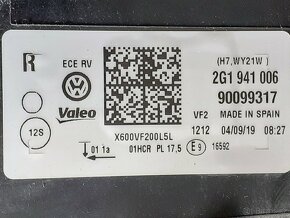 R
ECE RV
(H7,WY21W)
2G1 941 006
90099317
Valeo
VF2
MADE IN SPAIN
12S
X600VF200L5L
1212
04/09/19
08:27
01 1a
01HCR PL 17,5
E9
16592